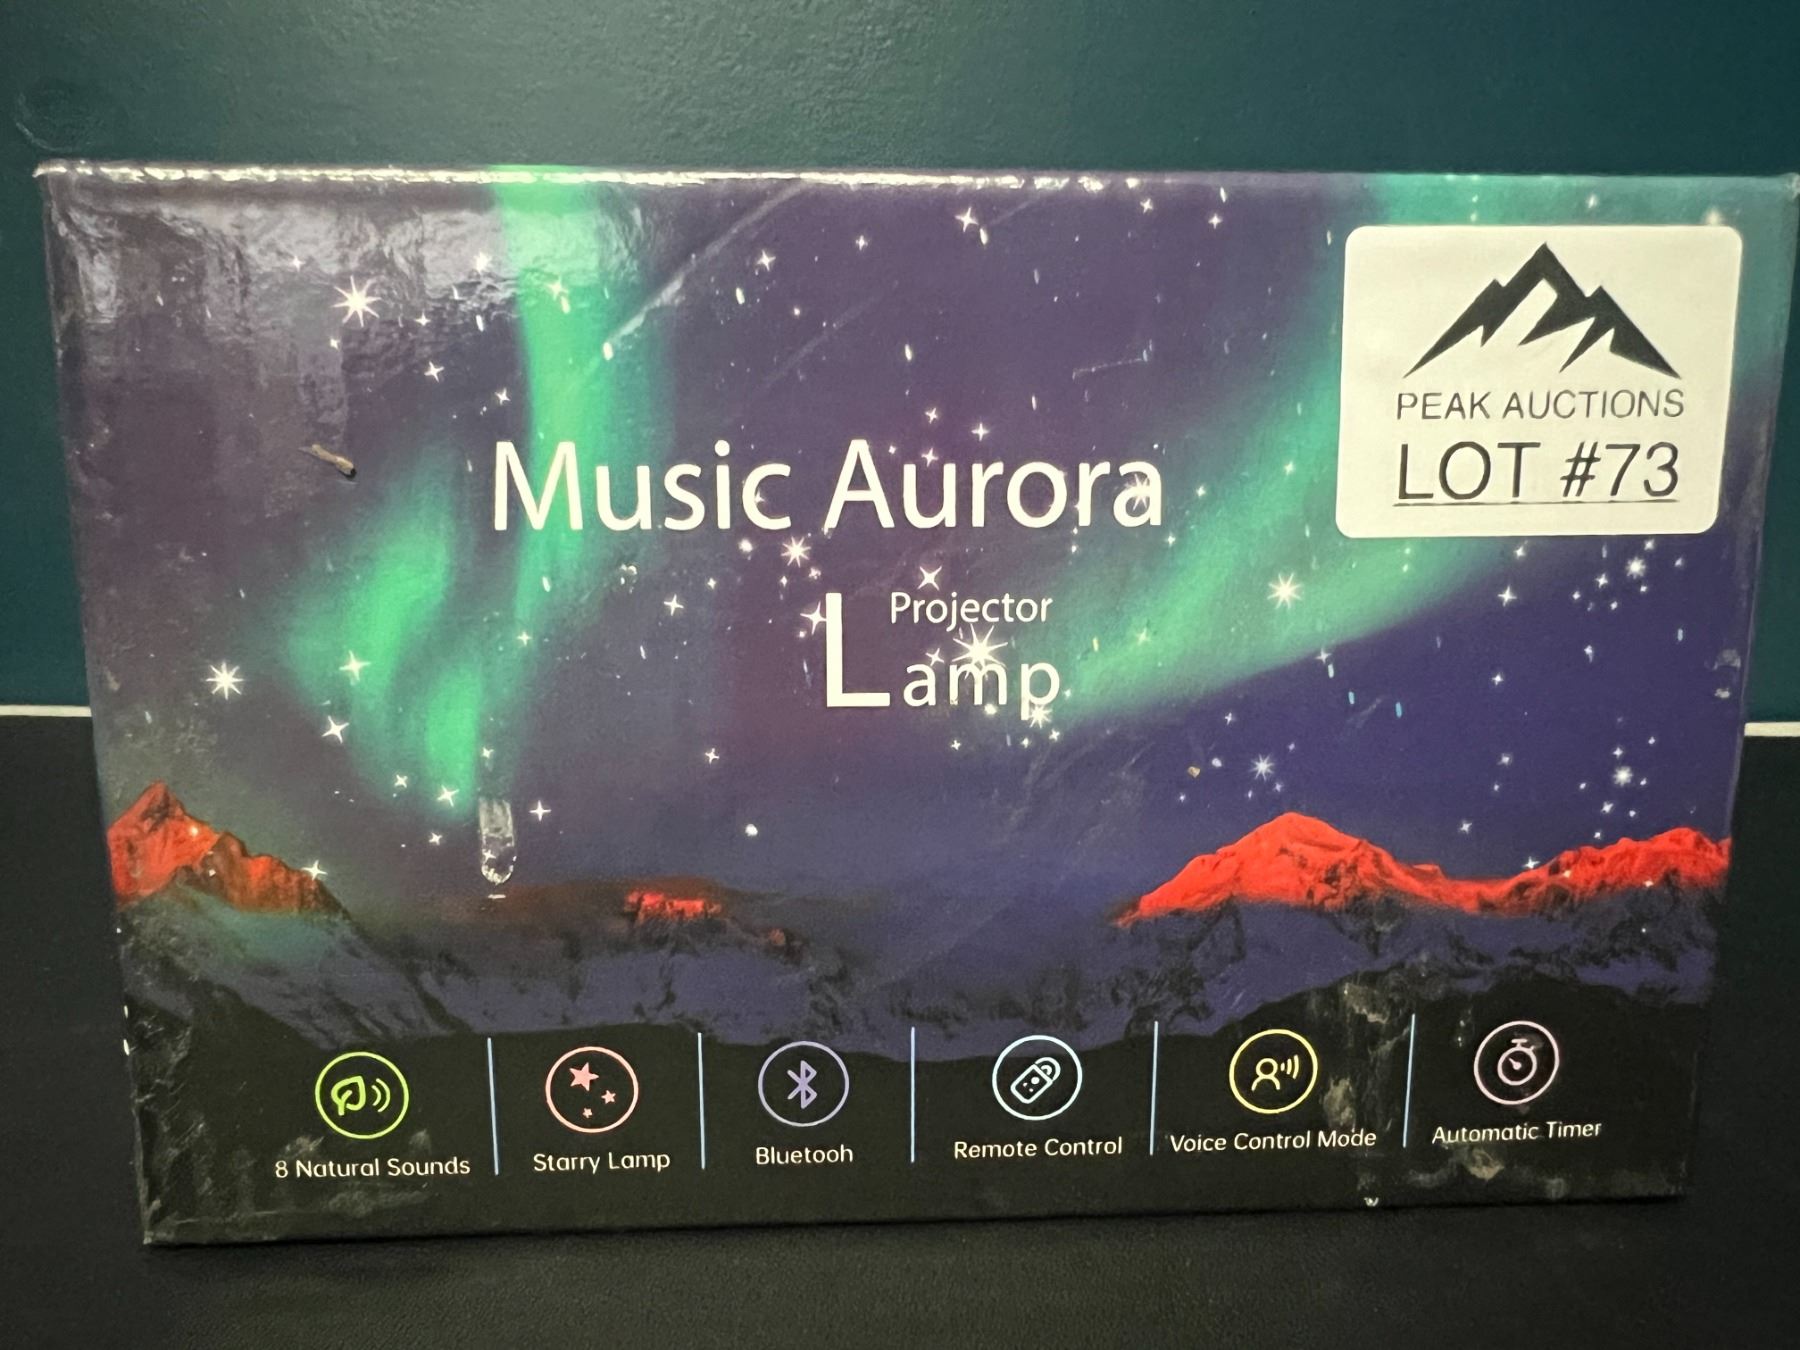 PEAK AUCTIONS
LOT #73
Music Aurora
Projector
Lamp
8 Natural Sounds
Starry Lamp
Bluetooh
Remote Control
Voice Control Mode
Automatic Timer